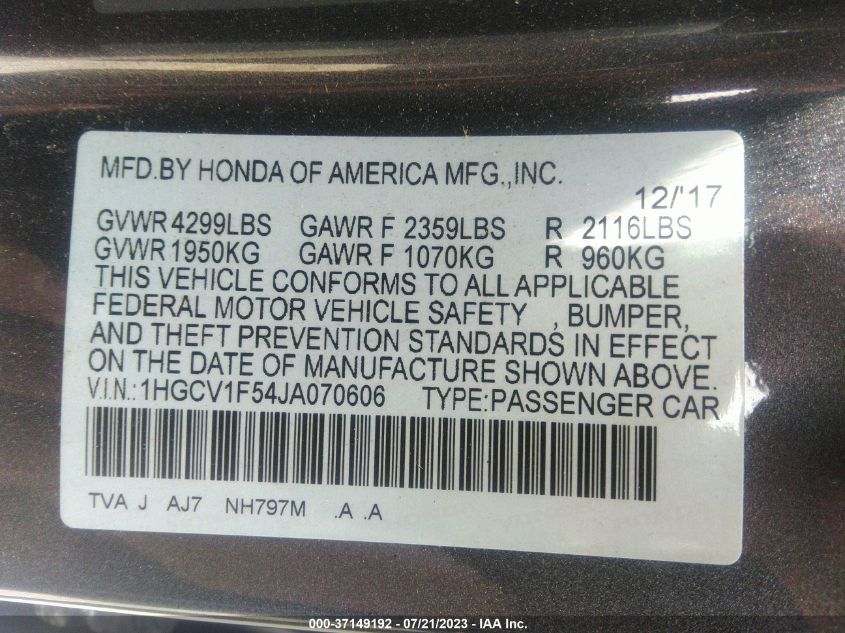 MFD.BY HONDA OF AMERICA MFG.,INC.
12/'17
GVWR 4299LBS GAWR F 2359LBS R 2116LBS
GVWR 1950KG GAWR F 1070KG R 960KG
THIS VEHICLE CONFORMS TO ALL APPLICABLE
FEDERAL MOTOR VEHICLE SAFETY , BUMPER,
AND THEFT PREVENTION STANDARDS IN EFFECT
ON THE DATE OF MANUFACTURE SHOWN ABOVE.
V.I.N.:1HGCV1F54JA070606 TYPE:PASSENGER CAR
TVA J AJ7 NH797M .A .A
000-37149192 - 07/21/2023 - IAA Inc.